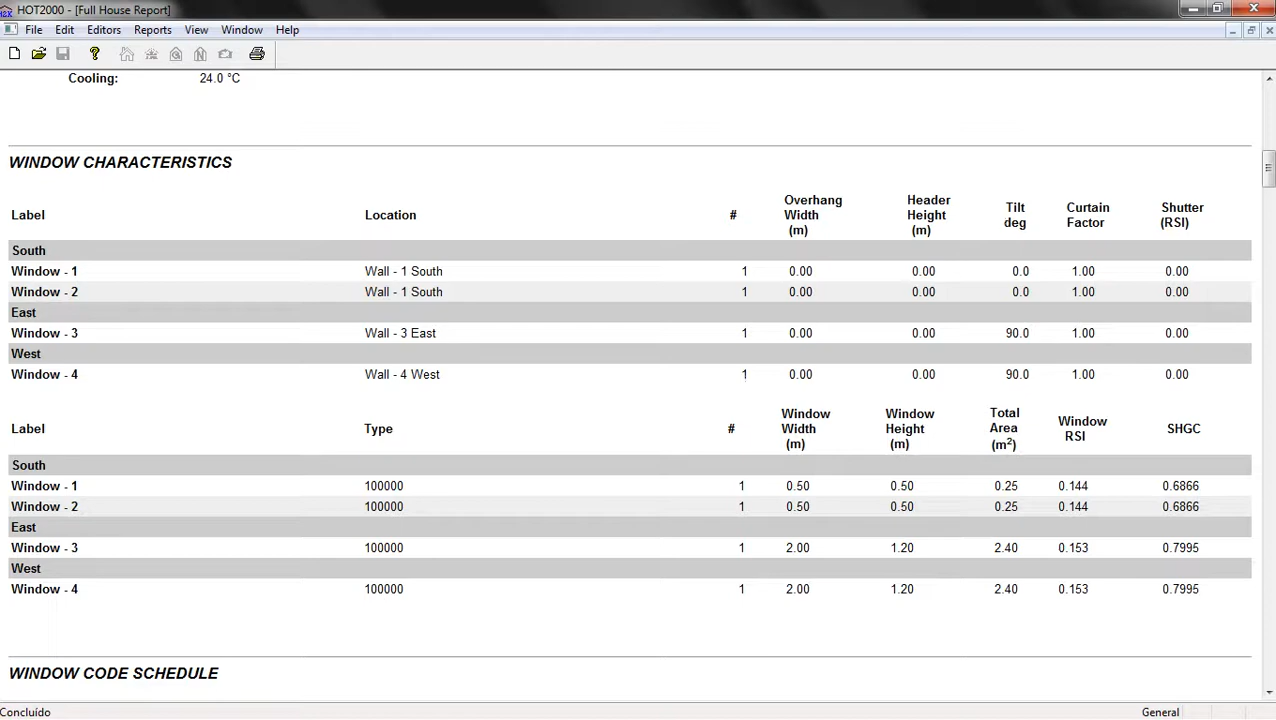 HOT2000 - [Full House Report]
File Edit Editors Reports View Window Help
Cooling: 24.0 °C
WINDOW CHARACTERISTICS
Label Location # Overhang Width (m) Header Height (m) Tilt deg Curtain Factor Shutter (RSI)
South
Window - 1 Wall - 1 South 1 0.00 0.00 0.0 1.00 0.00
Window - 2 Wall - 1 South 1 0.00 0.00 0.0 1.00 0.00
East
Window - 3 Wall - 3 East 1 0.00 0.00 90.0 1.00 0.00
West
Window - 4 Wall - 4 West 1 0.00 0.00 90.0 1.00 0.00
Label Type # Window Width (m) Window Height (m) Total Area (m²) Window RSI SHGC
South
Window - 1 100000 1 0.50 0.50 0.25 0.144 0.6866
Window - 2 100000 1 0.50 0.50 0.25 0.144 0.6866
East
Window - 3 100000 1 2.00 1.20 2.40 0.153 0.7995
West
Window - 4 100000 1 2.00 1.20 2.40 0.153 0.7995
WINDOW CODE SCHEDULE
Concluído General